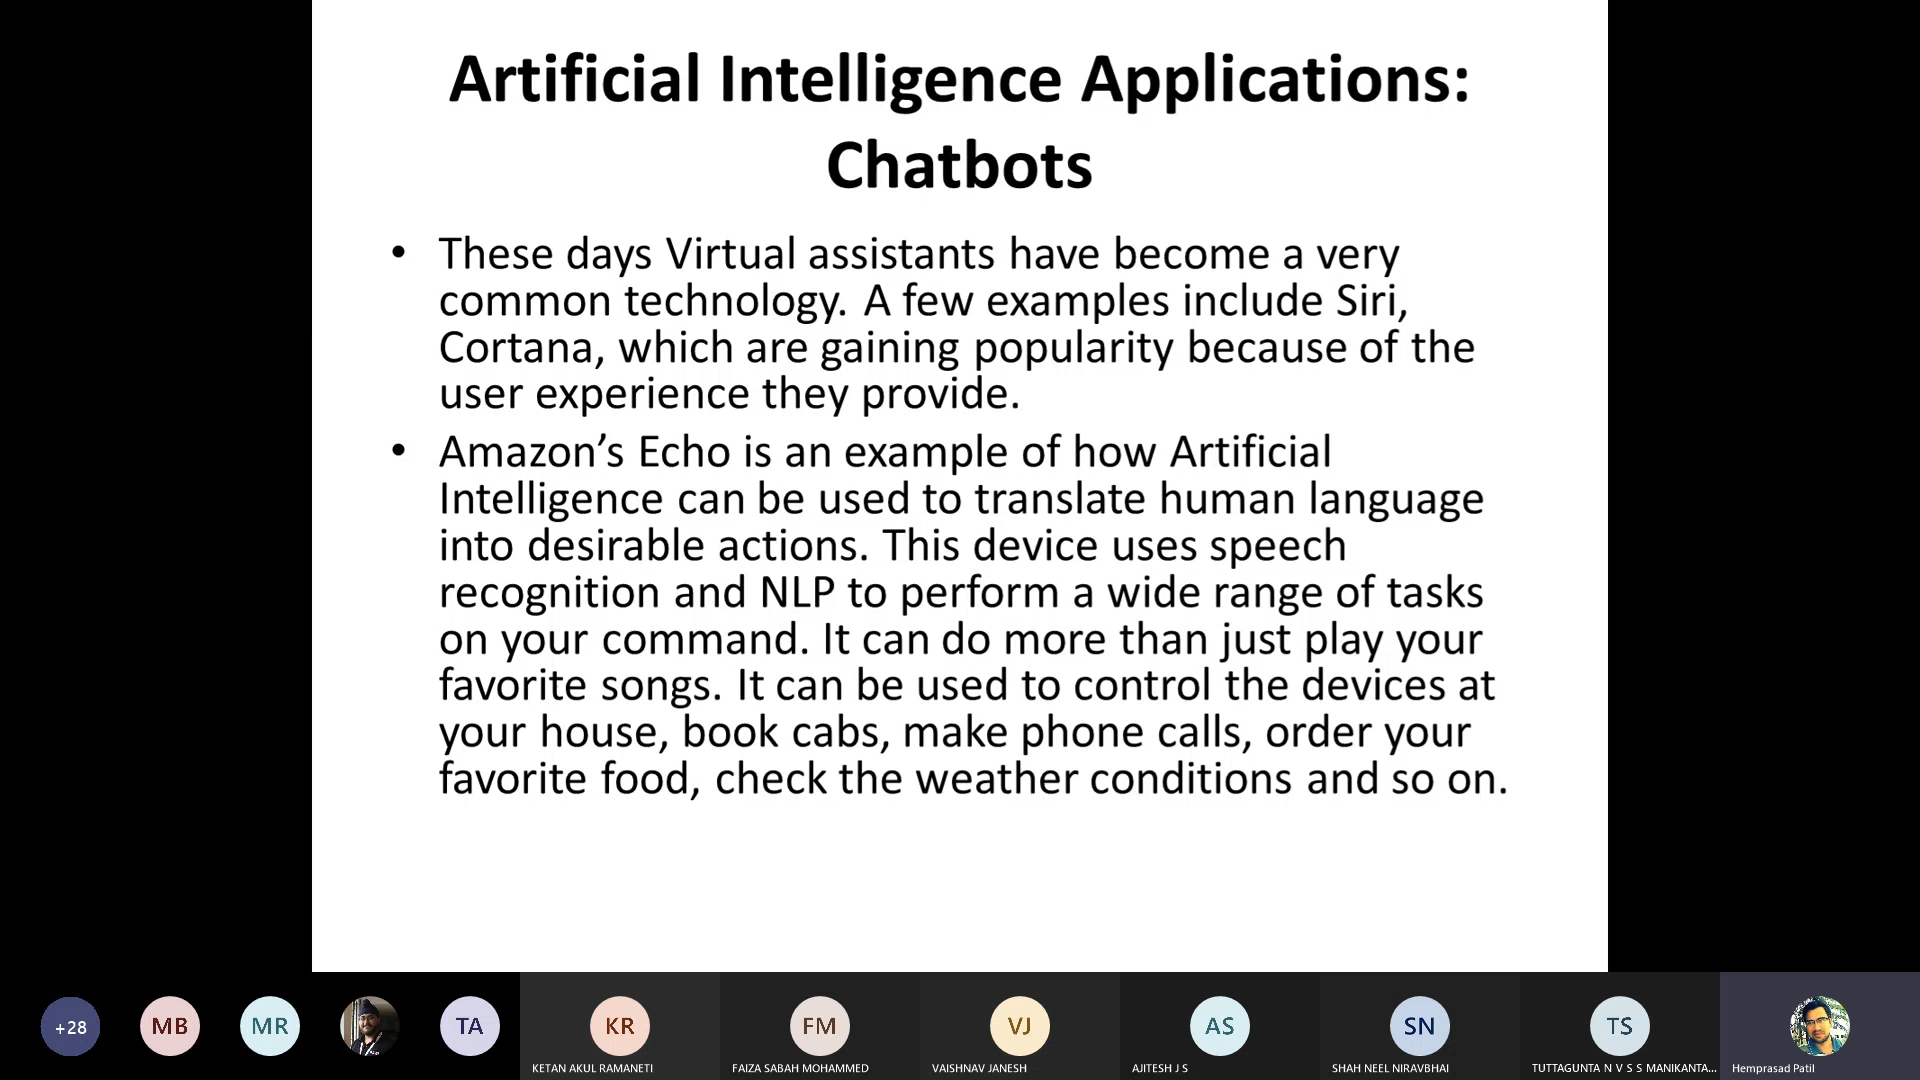 Artificial Intelligence Applications:
Chatbots
• These days Virtual assistants have become a very
common technology. A few examples include Siri,
Cortana, which are gaining popularity because of the
user experience they provide.
• Amazon’s Echo is an example of how Artificial
Intelligence can be used to translate human language
into desirable actions. This device uses speech
recognition and NLP to perform a wide range of tasks
on your command. It can do more than just play your
favorite songs. It can be used to control the devices at
your house, book cabs, make phone calls, order your
favorite food, check the weather conditions and so on.
+28
MB
MR
TA
KR
FM
VJ
AS
SN
TS
KETAN AKUL RAMANETI
FAIZA SABAH MOHAMMED
VAISHNAV JANESH
AJITESH J S
SHAH NEEL NIRAVBHAI
TUTTAGUNTA N V S S MANIKANTA...
Hemprasad Patil